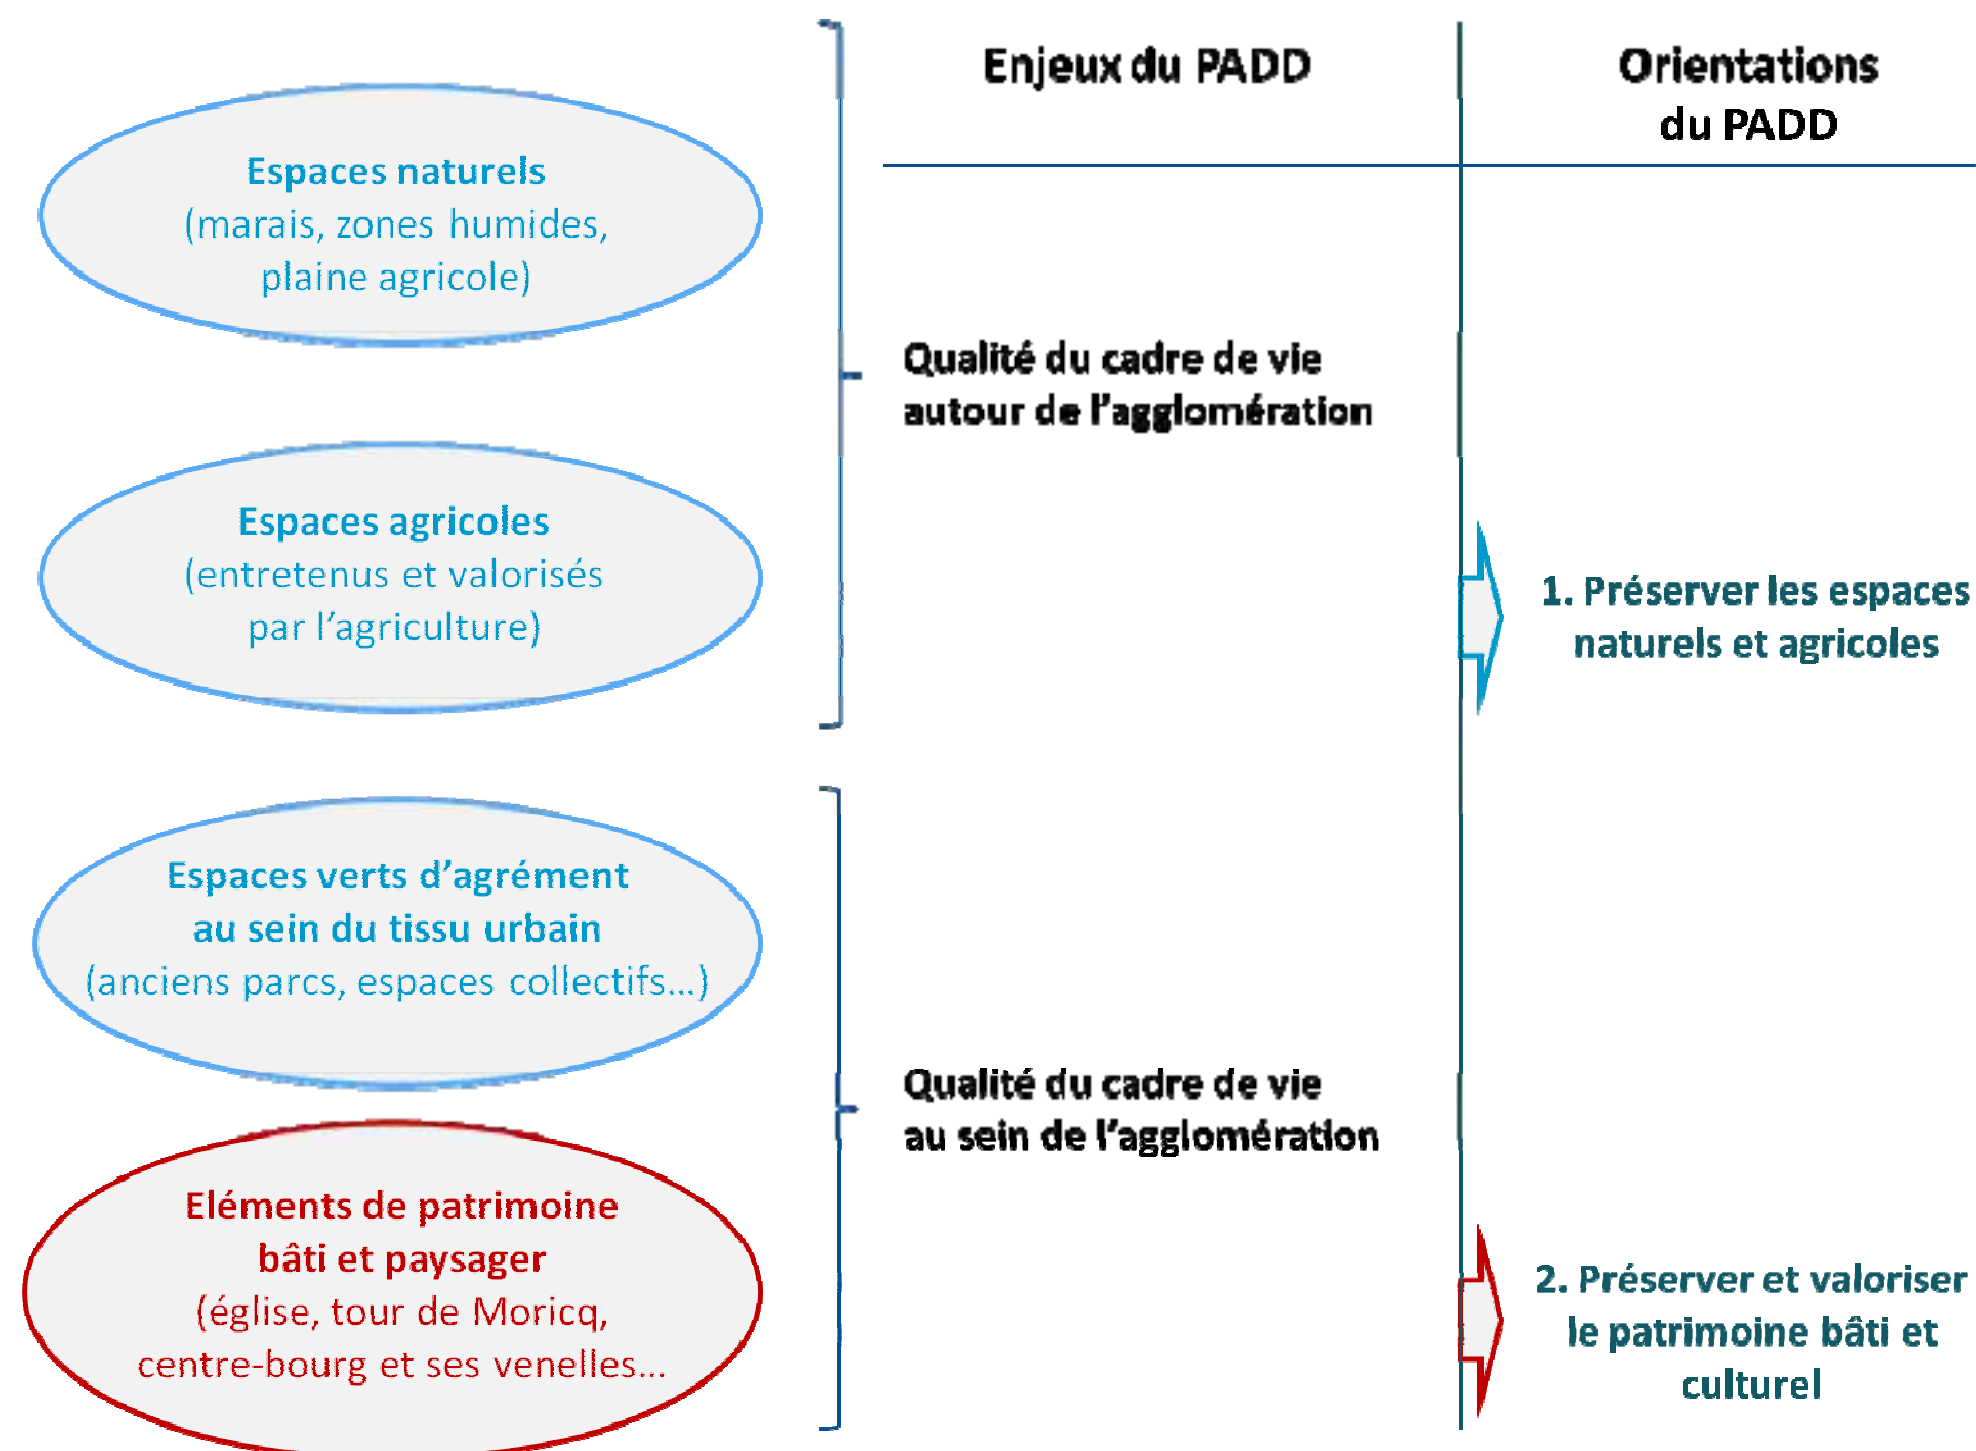 Enjeux du PADD
Orientations
du PADD
Espaces naturels
(marais, zones humides,
plaine agricole)
Qualité du cadre de vie
autour de l'agglomération
Espaces agricoles
(entretenus et valorisés
par l'agriculture)
1. Préserver les espaces
naturels et agricoles
Espaces verts d'agrément
au sein du tissu urbain
(anciens parcs, espaces collectifs...)
Qualité du cadre de vie
au sein de l'agglomération
Eléments de patrimoine
bâti et paysager
(église, tour de Moricq,
centre-bourg et ses venelles...
2. Préserver et valoriser
le patrimoine bâti et
culturel